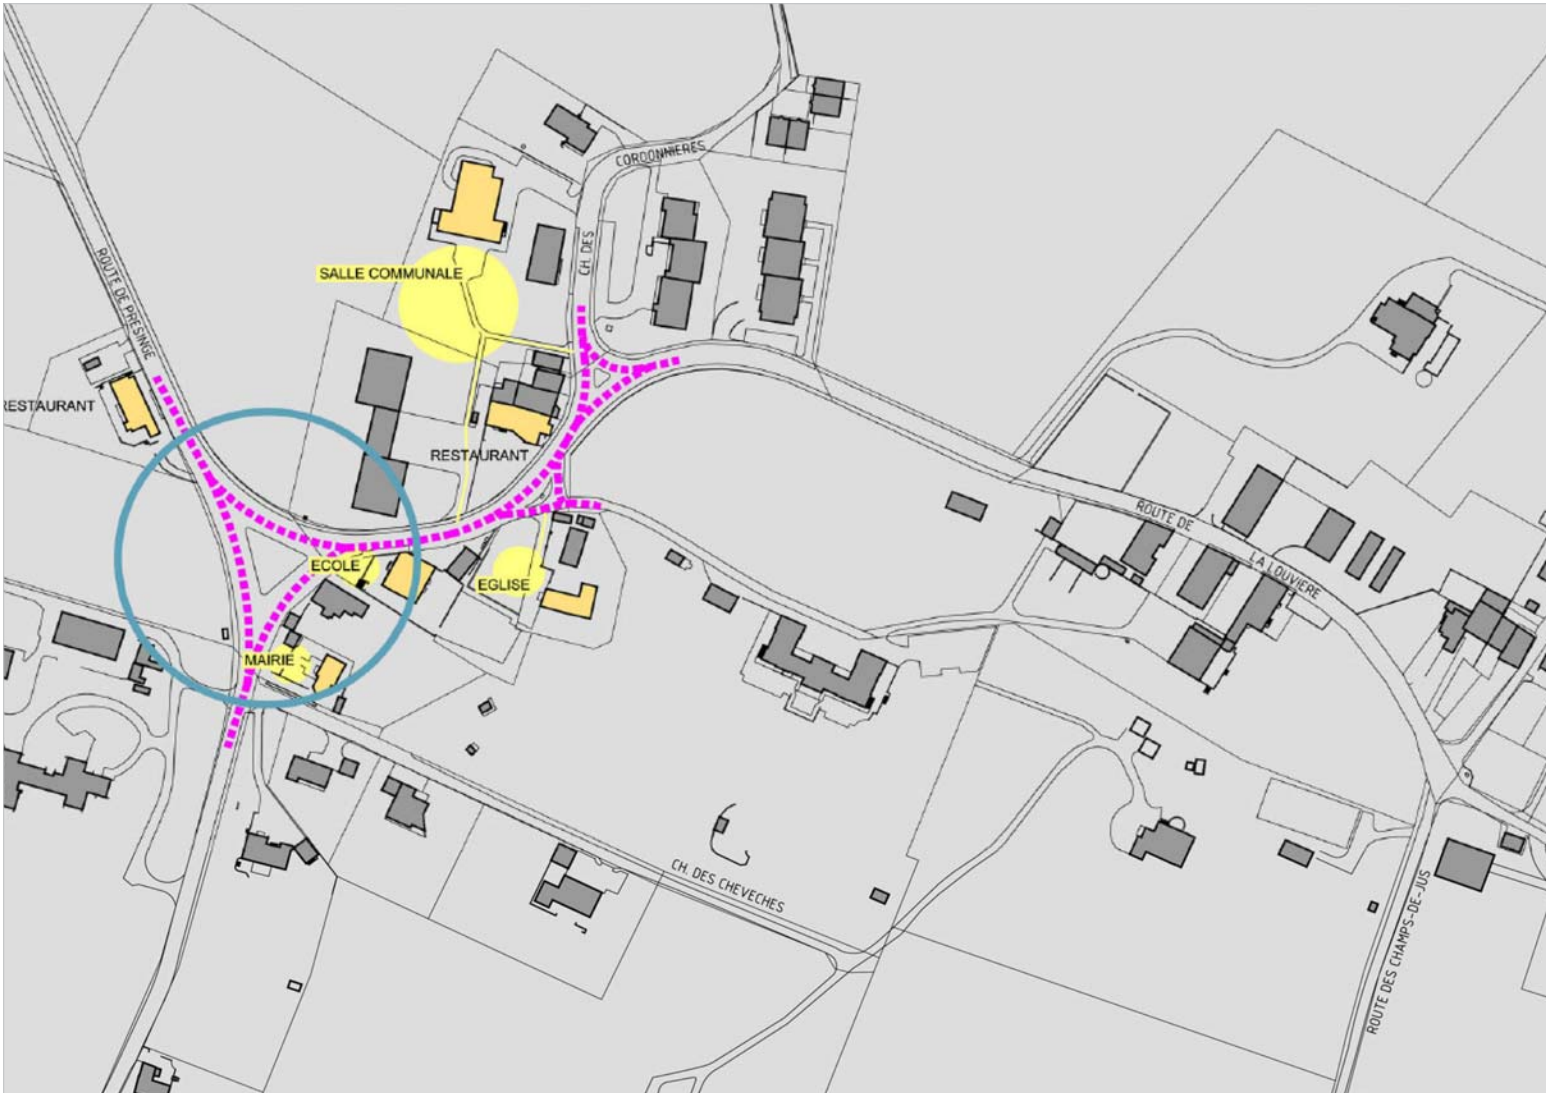 CORDONNIERES
CH. DES
SALLE COMMUNALE
ROUTE DE PRESINGE
RESTAURANT
RESTAURANT
ROUTE DE
LA LOUVIERE
ECOLE
EGLISE
MAIRIE
CH. DES CHEVECHES
ROUTE DES CHAMPS-DE-JUS